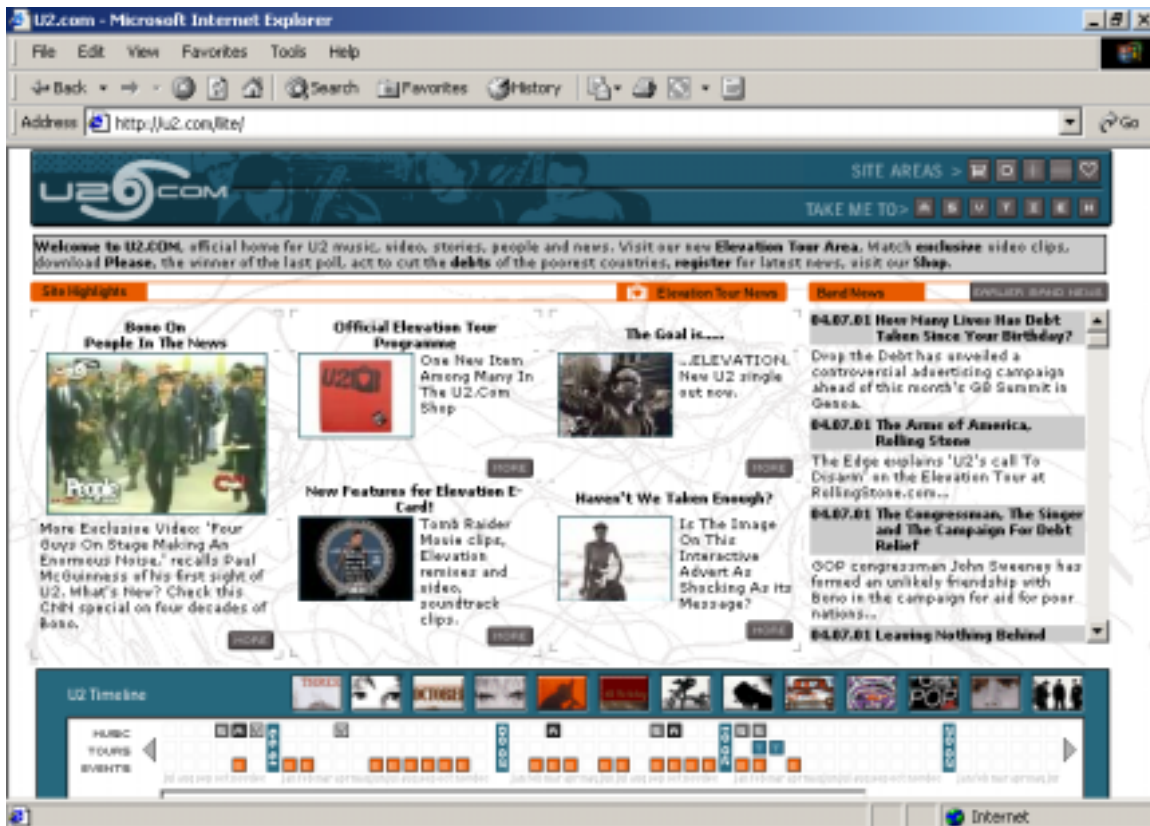 U2.com - Microsoft Internet Explorer
File Edit View Favorites Tools Help
Back Search Favorites History
Address http://u2.com/lite/ Go
U2.COM
SITE AREAS >
TAKE ME TO>
Welcome to U2.COM, official home for U2 music, video, stories, people and news. Visit our new Elevation Tour Area. Watch exclusive video clips,
download Please, the winner of the last poll, act to cut the debts of the poorest countries, register for latest news, visit our Shop.
Site Highlights
Elevation Tour News
Band News
EARLIER BAND NEWS
Bono On
People In The News
People
More Exclusive Video: 'Four
Guys On Stage Making An
Enormous Noise,' recalls Paul
McGuinness of his first sight of
U2. What's New? Check this
CNN special on four decades of
Bono.
MORE
Official Elevation Tour
Programme
One New Item
Among Many In
The U2.Com
Shop
MORE
New Features for Elevation E-
Card!
Tomb Raider
Movie clips,
Elevation
remixes and
video,
soundtrack
clips.
MORE
The Goal is.....
...ELEVATION.
New U2 single
out now.
MORE
Haven't We Taken Enough?
Is The Image
On This
Interactive
Advert As
Shocking As its
Message?
MORE
04.07.01 How Many Lives Has Debt
Taken Since Your Birthday?
Drop the Debt has unveiled a
controversial advertising campaign
ahead of this month's G8 Summit in
Genoa.
04.07.01 The Arms of America,
Rolling Stone
The Edge explains 'U2's call To
Disarm' on the Elevation Tour at
RollingStone.com...
04.07.01 The Congressman, The Singer
and The Campaign For Debt
Relief
GOP congressman John Sweeney has
formed an unlikely friendship with
Bono in the campaign for aid for poor
nations...
04.07.01 Leaving Nothing Behind
U2 Timeline
THREE
OCTOBER
POP
MUSIC
TOURS
EVENTS
Internet